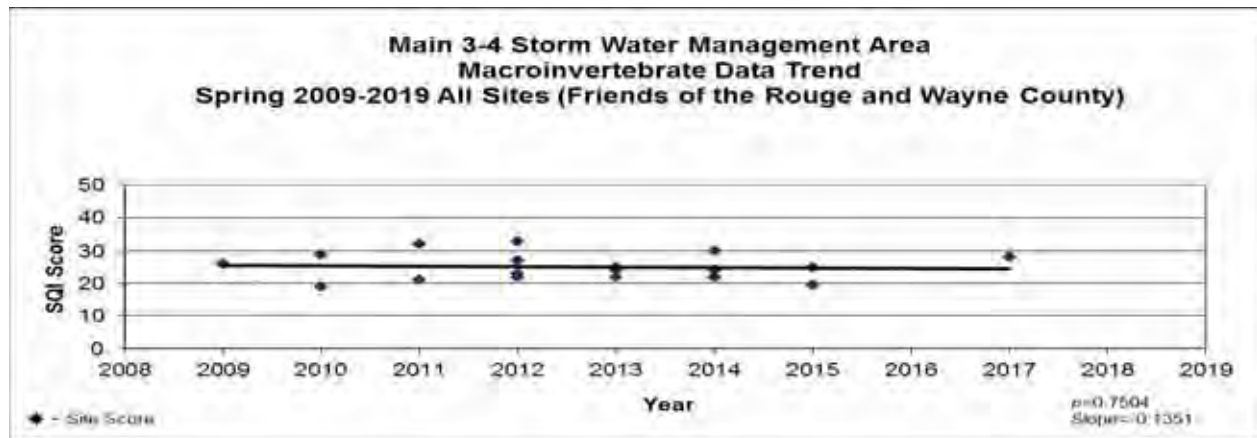 Main 3-4 Storm Water Management Area
Macroinvertebrate Data Trend
Spring 2009-2019 All Sites (Friends of the Rouge and Wayne County)
50
40
30
20
10
0
SQI Score
2008 2009 2010 2011 2012 2013 2014 2015 2016 2017 2018 2019
Year
◆ - Site Score
p=0.7504
Slope=-0.1351